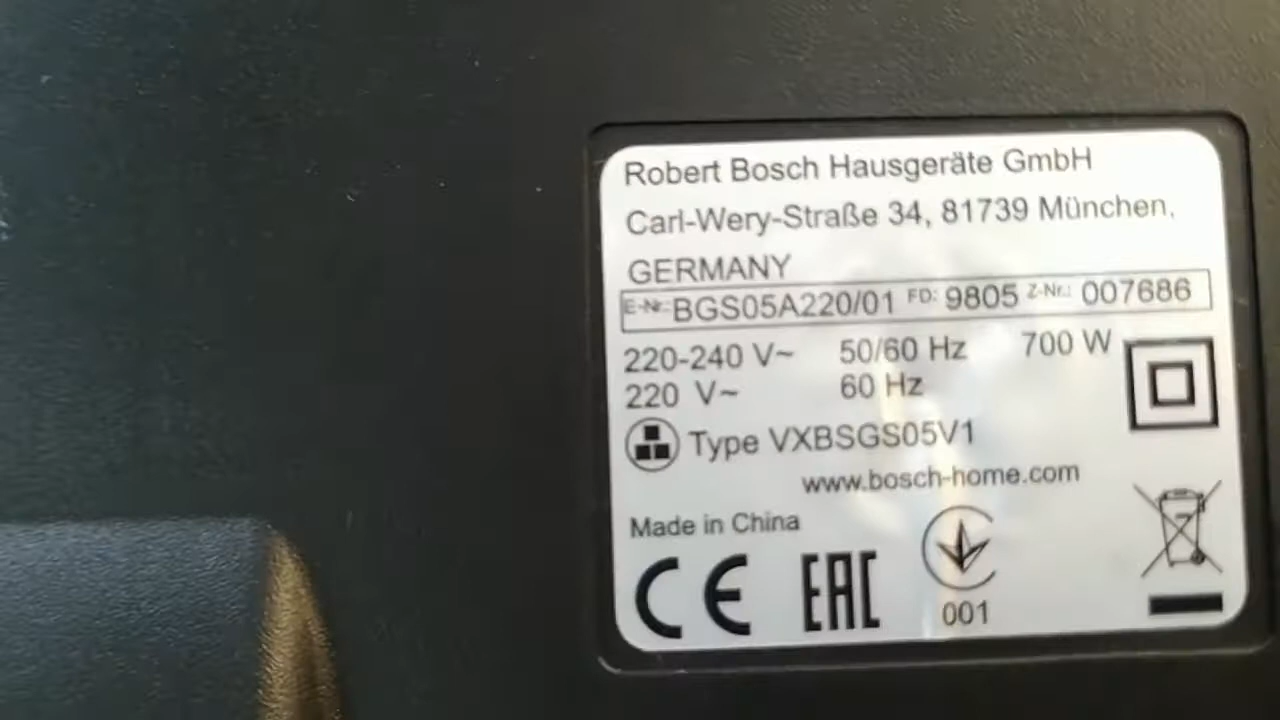 Robert Bosch Hausgeräte GmbH
Carl-Wery-Straße 34, 81739 München,
GERMANY
E-Nr.: BGS05A220/01 FD: 9805 Z-Nr.: 007686
220-240 V~ 50/60 Hz 700 W
220 V~ 60 Hz
Type VXBSGS05V1
www.bosch-home.com
Made in China
CE EAC
001